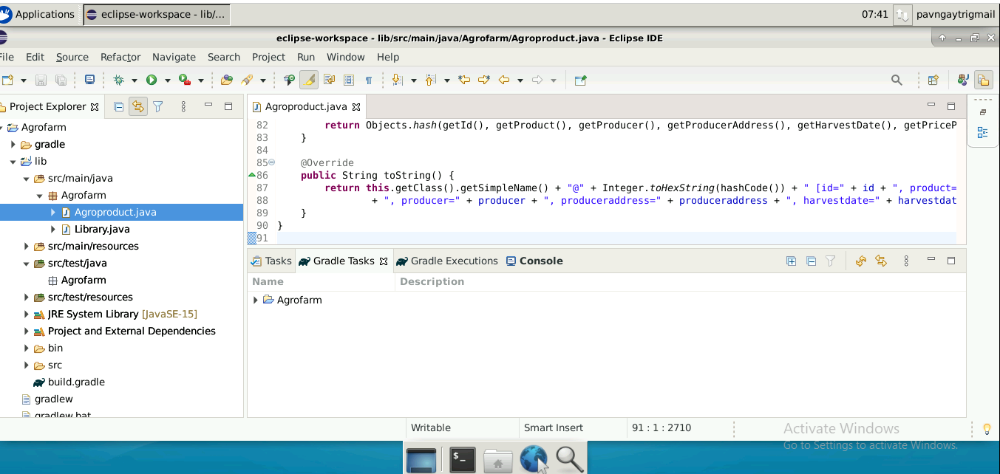 Applications eclipse-workspace - lib/... 07:41 pavngaytrigmail
eclipse-workspace - lib/src/main/java/Agrofarm/Agroproduct.java - Eclipse IDE
File Edit Source Refactor Navigate Search Project Run Window Help
Project Explorer
Agrofarm
gradle
lib
src/main/java
Agrofarm
Agroproduct.java
Library.java
src/main/resources
src/test/java
Agrofarm
src/test/resources
JRE System Library [JavaSE-15]
Project and External Dependencies
bin
src
build.gradle
gradlew
gradlew.bat
Agroproduct.java
82 return Objects.hash(getId(), getProduct(), getProducer(), getProducerAddress(), getHarvestDate(), getPriceP
83 }
84
85 @Override
86 public String toString() {
87 return this.getClass().getSimpleName() + "@" + Integer.toHexString(hashCode()) + " [id=" + id + ", product=
88 + ", producer=" + producer + ", produceraddress=" + produceraddress + ", harvestdate=" + harvestdat
89 }
90 }
91
Tasks Gradle Tasks Gradle Executions Console
Name Description
Agrofarm
Writable Smart Insert 91 : 1 : 2710
Activate Windows
Go to Settings to activate Windows.
$_